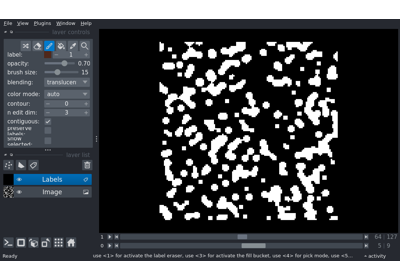 File View Plugins Window Help
layer controls
label: 1
opacity: 0.70
brush size: 15
blending: translucen
color mode: auto
contour: 0
n edit dim: 3
contiguous:
preserve labels:
show selected:
layer list
Labels
Image
1 64 127
0 5 9
Ready use <1> for activate the label eraser, use <3> for activate the fill bucket, use <4> for pick mode, use <5... activity